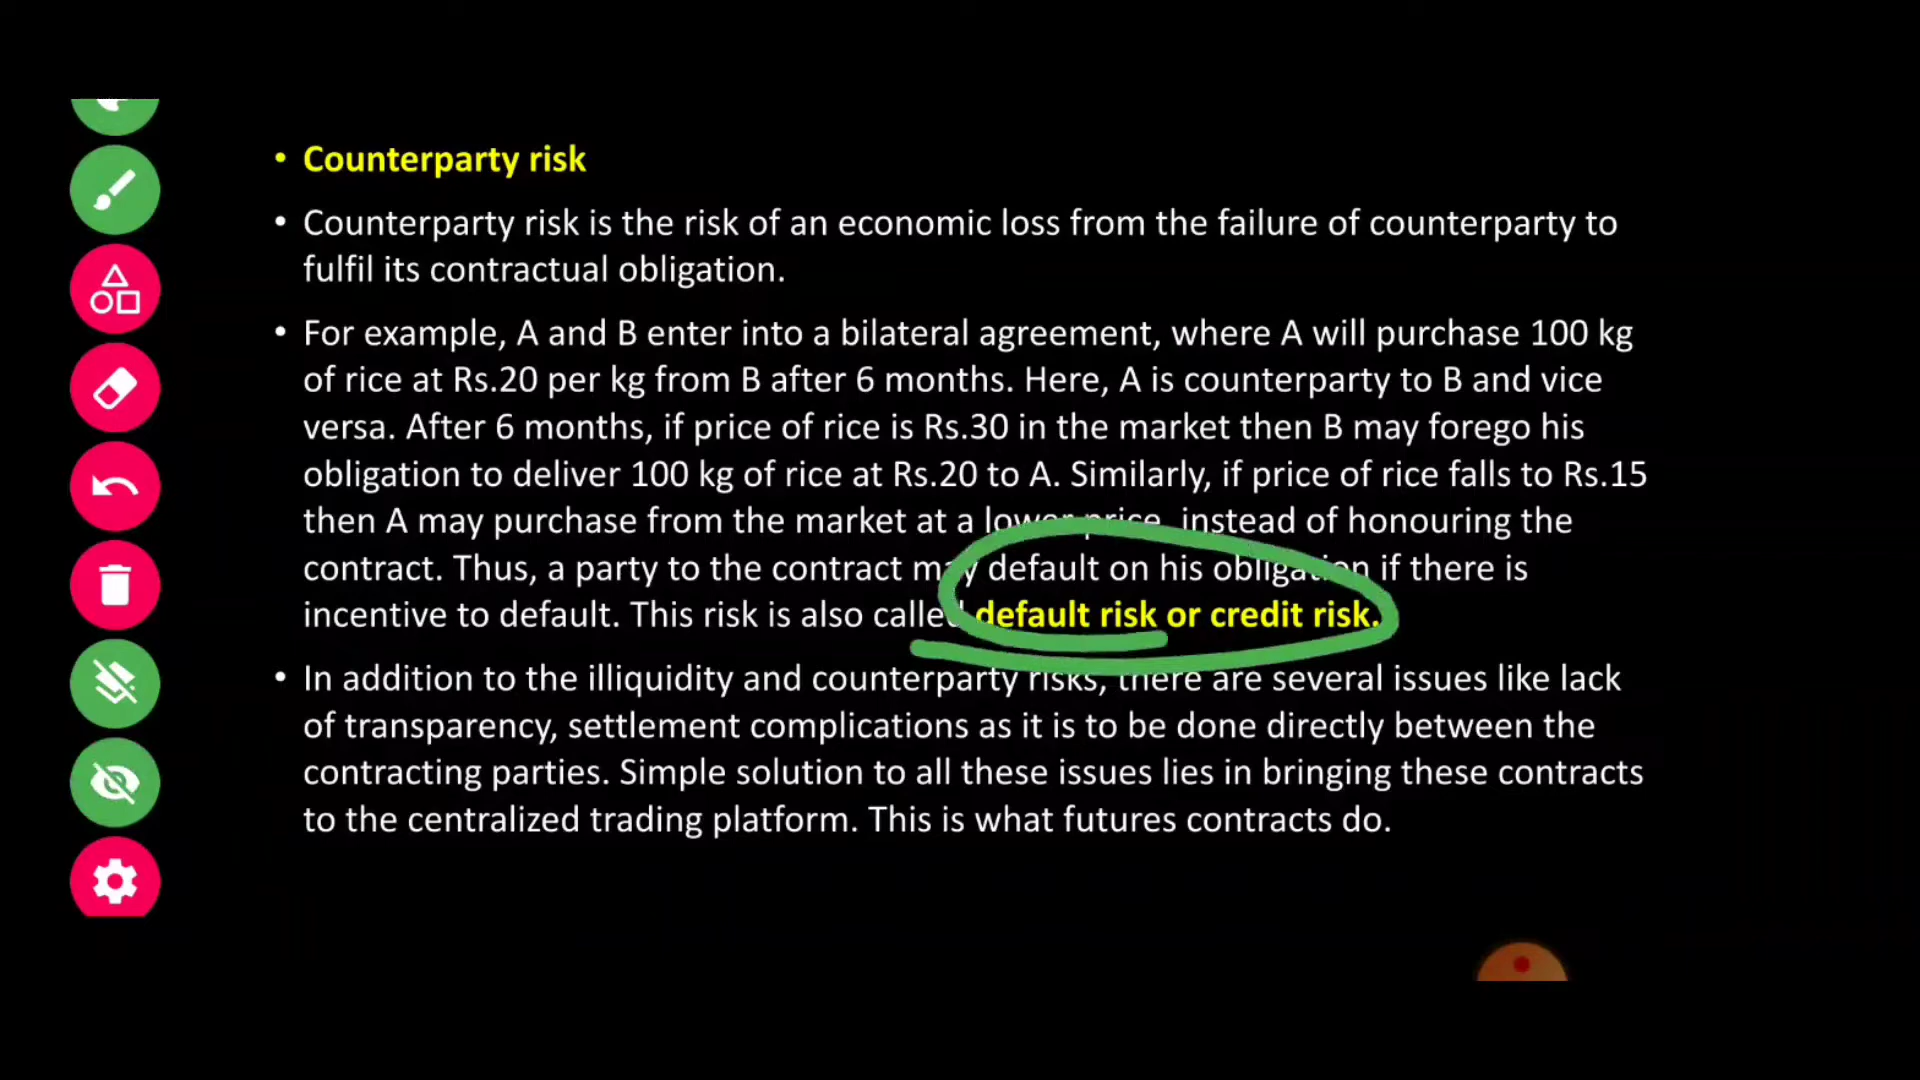 • Counterparty risk
• Counterparty risk is the risk of an economic loss from the failure of counterparty to
fulfil its contractual obligation.
• For example, A and B enter into a bilateral agreement, where A will purchase 100 kg
of rice at Rs.20 per kg from B after 6 months. Here, A is counterparty to B and vice
versa. After 6 months, if price of rice is Rs.30 in the market then B may forego his
obligation to deliver 100 kg of rice at Rs.20 to A. Similarly, if price of rice falls to Rs.15
then A may purchase from the market at a lower price, instead of honouring the
contract. Thus, a party to the contract may default on his obligation if there is
incentive to default. This risk is also called default risk or credit risk.
• In addition to the illiquidity and counterparty risks, there are several issues like lack
of transparency, settlement complications as it is to be done directly between the
contracting parties. Simple solution to all these issues lies in bringing these contracts
to the centralized trading platform. This is what futures contracts do.